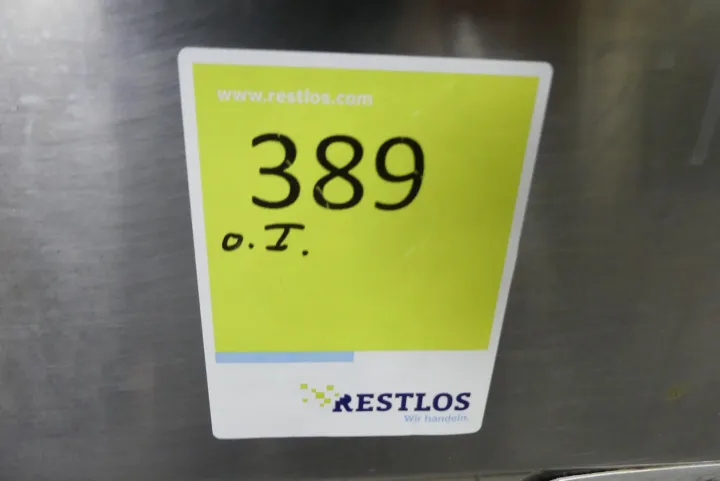 www.restlos.com
389
o. I.
RESTLOS
Wir handeln.